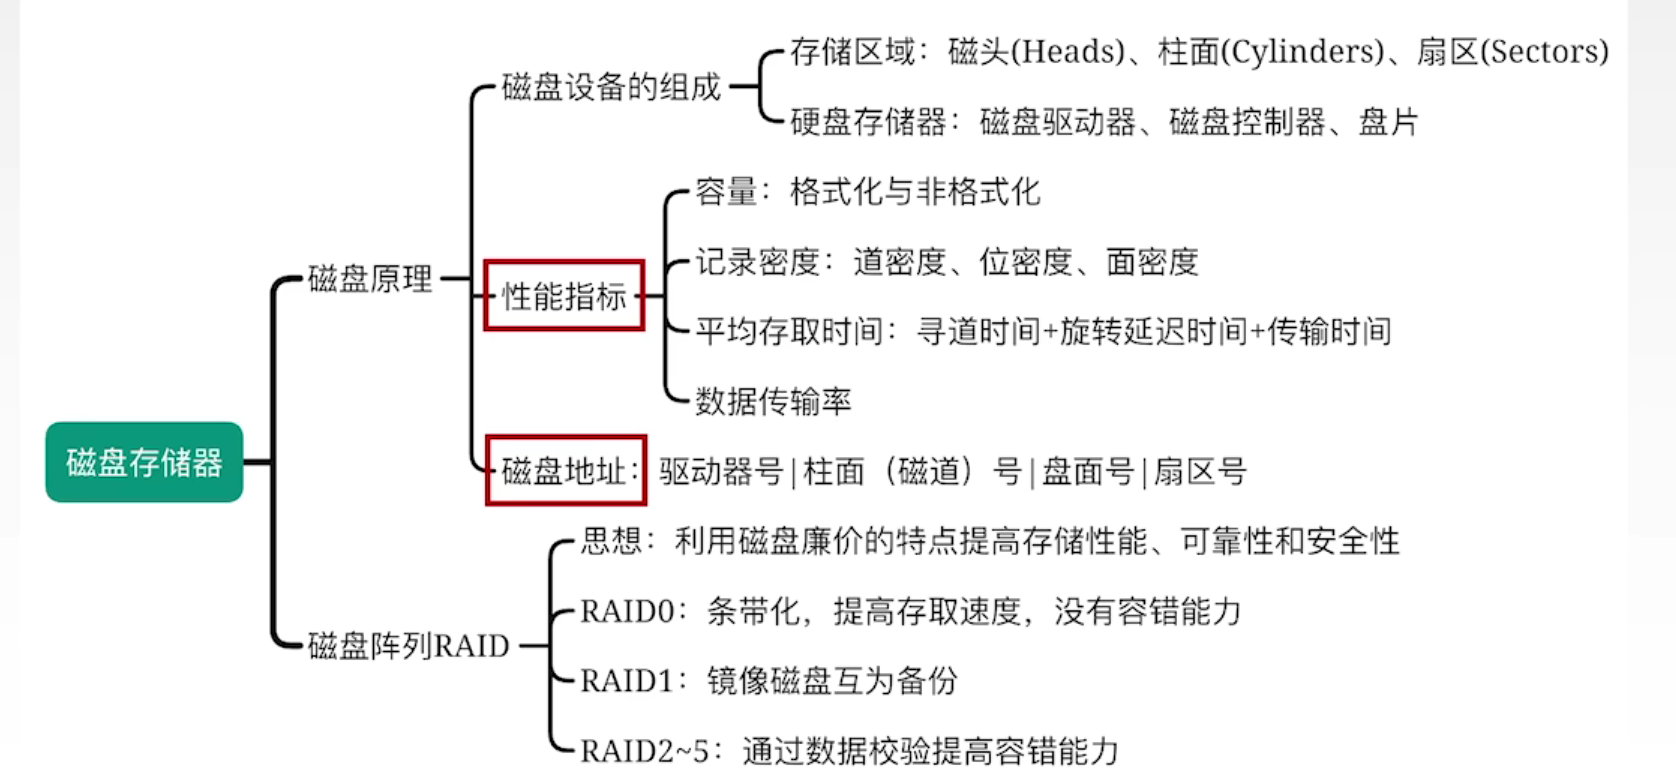 存储区域：磁头(Heads)、柱面(Cylinders)、扇区(Sectors)
磁盘设备的组成
硬盘存储器：磁盘驱动器、磁盘控制器、盘片
容量：格式化与非格式化
记录密度：道密度、位密度、面密度
磁盘原理
性能指标
平均存取时间：寻道时间+旋转延迟时间+传输时间
数据传输率
磁盘存储器
磁盘地址：驱动器号|柱面（磁道）号|盘面号|扇区号
思想：利用磁盘廉价的特点提高存储性能、可靠性和安全性
RAID0：条带化，提高存取速度，没有容错能力
磁盘阵列RAID
RAID1：镜像磁盘互为备份
RAID2~5：通过数据校验提高容错能力